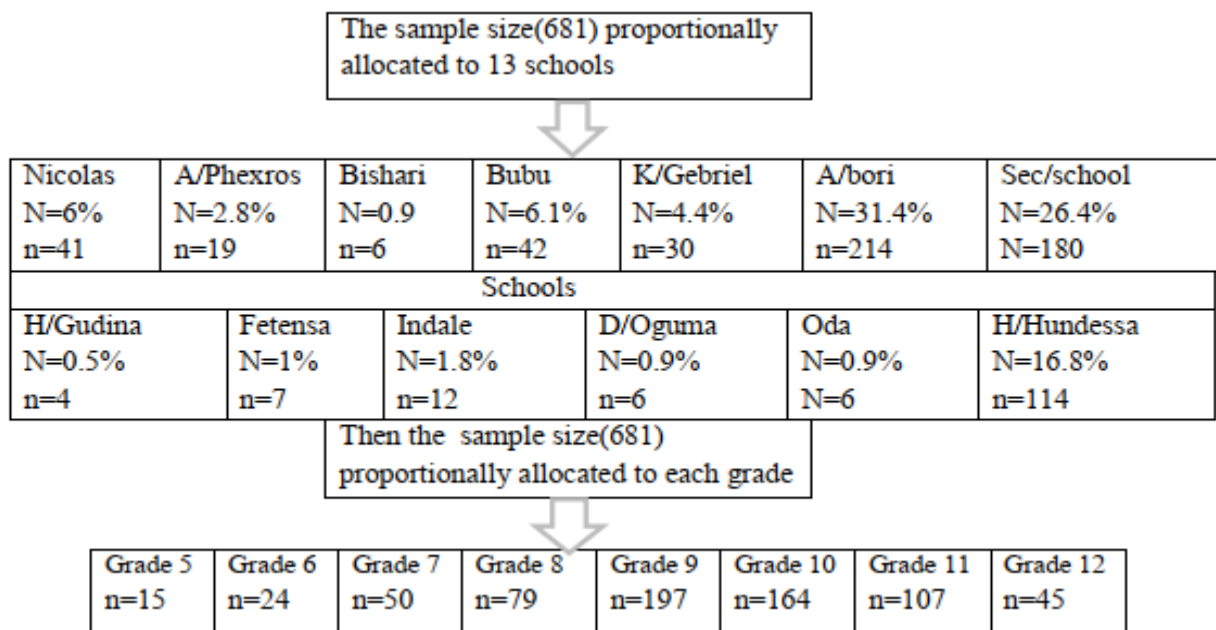 The sample size(681) proportionally
allocated to 13 schools
Nicolas A/Phexros Bishari Bubu K/Gebriel A/bori Sec/school
N=6% N=2.8% N=0.9 N=6.1% N=4.4% N=31.4% N=26.4%
n=41 n=19 n=6 n=42 n=30 n=214 N=180
Schools
H/Gudina Fetensa Indale D/Oguma Oda H/Hundessa
N=0.5% N=1% N=1.8% N=0.9% N=0.9% N=16.8%
n=4 n=7 n=12 n=6 N=6 n=114
Then the sample size(681)
proportionally allocated to each grade
Grade 5 Grade 6 Grade 7 Grade 8 Grade 9 Grade 10 Grade 11 Grade 12
n=15 n=24 n=50 n=79 n=197 n=164 n=107 n=45